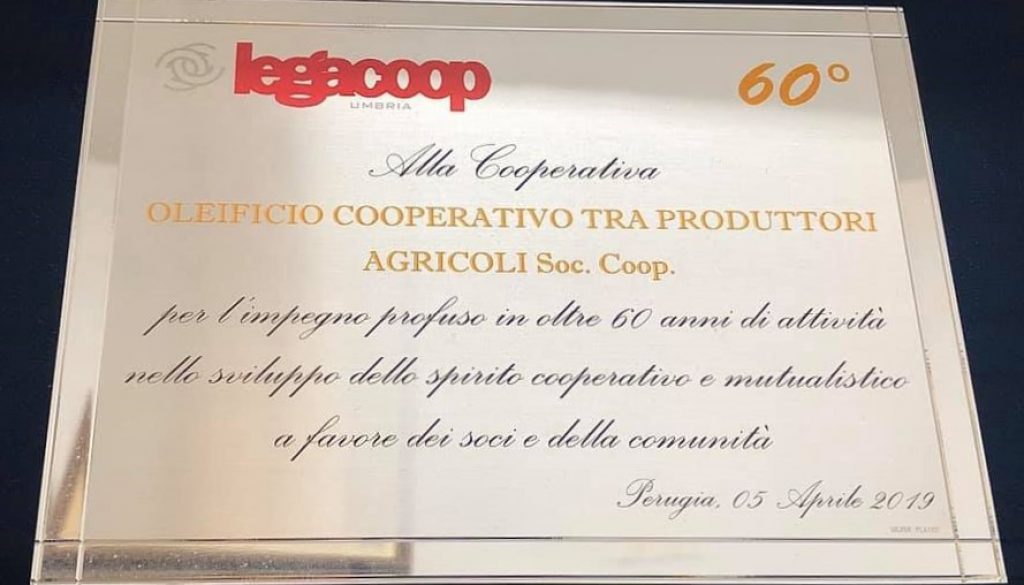 legacoop
UMBRIA
60°
Alla Cooperativa
OLEIFICIO COOPERATIVO TRA PRODUTTORI
AGRICOLI Soc. Coop.
per l'impegno profuso in oltre 60 anni di attività
nello sviluppo dello spirito cooperativo e mutualistico
a favore dei soci e della comunità
Perugia, 05 Aprile 2019